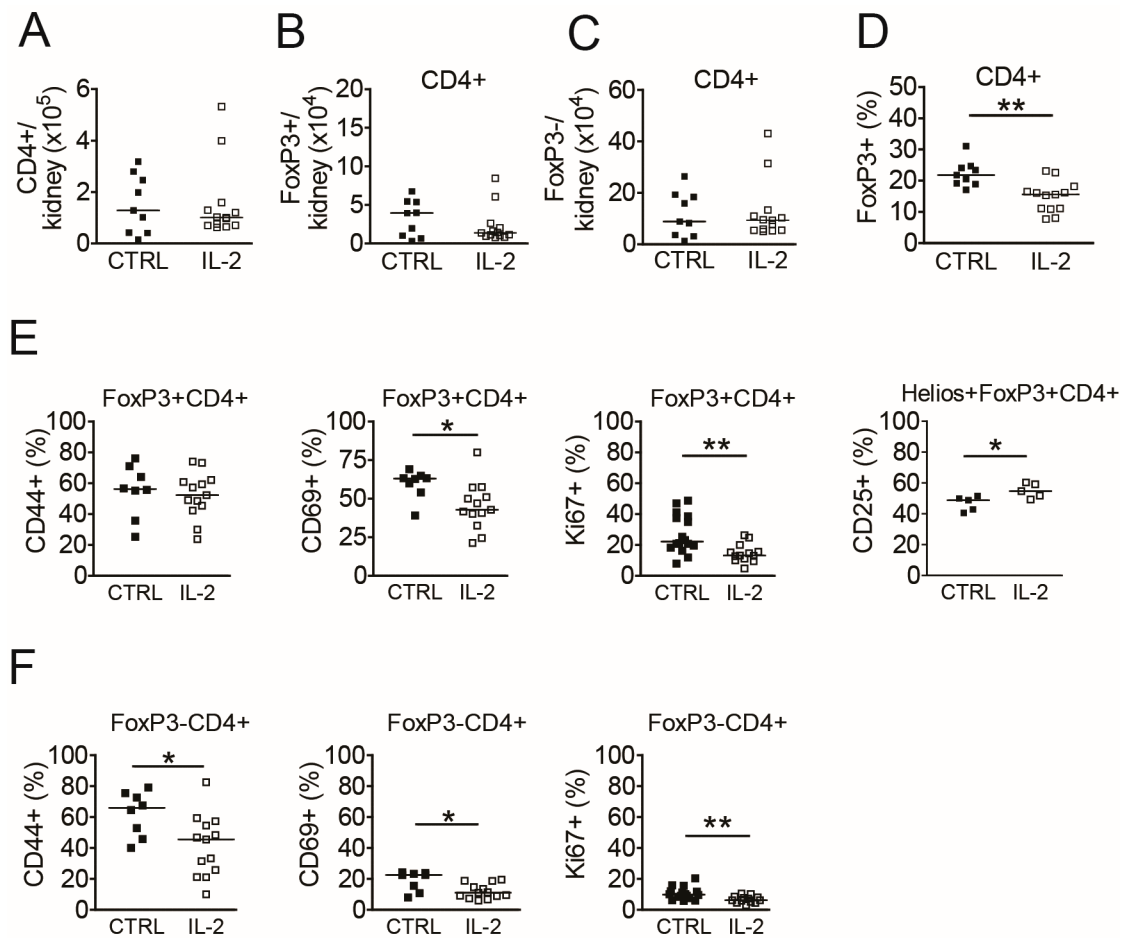 A
CD4+/
kidney (x10⁵)
6
4
2
0
CTRL IL-2
B
CD4+
FoxP3+/
kidney (x10⁴)
20
15
10
5
0
CTRL IL-2
C
CD4+
FoxP3-/
kidney (x10⁴)
60
40
20
0
CTRL IL-2
D
CD4+
**
FoxP3+ (%)
50
40
30
20
10
0
CTRL IL-2
E
FoxP3+CD4+
CD44+ (%)
100
80
60
40
20
0
CTRL IL-2
FoxP3+CD4+
*
CD69+ (%)
100
75
50
25
0
CTRL IL-2
FoxP3+CD4+
**
Ki67+ (%)
100
80
60
40
20
0
CTRL IL-2
Helios+FoxP3+CD4+
*
CD25+ (%)
100
80
60
40
20
0
CTRL IL-2
F
FoxP3-CD4+
*
CD44+ (%)
100
80
60
40
20
0
CTRL IL-2
FoxP3-CD4+
*
CD69+ (%)
100
80
60
40
20
0
CTRL IL-2
FoxP3-CD4+
**
Ki67+ (%)
100
80
60
40
20
0
CTRL IL-2